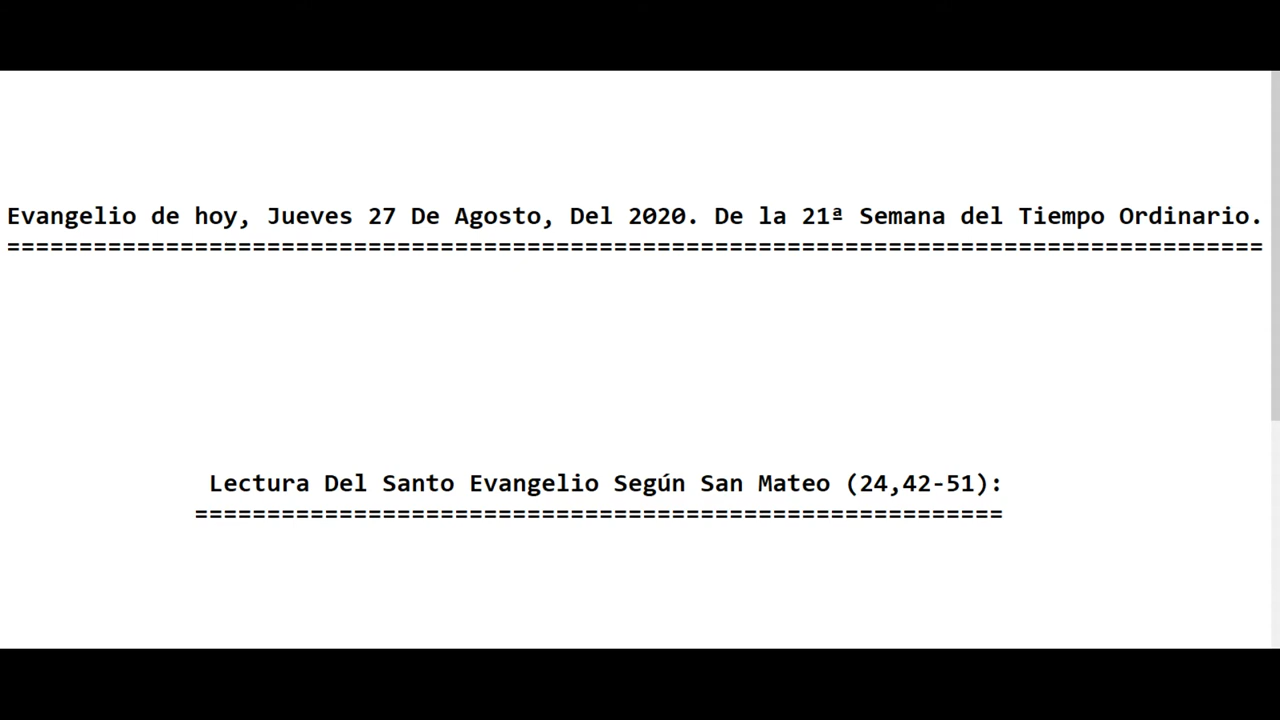 Evangelio de hoy, Jueves 27 De Agosto, Del 2020. De la 21ª Semana del Tiempo Ordinario.
=======================================================================================
Lectura Del Santo Evangelio Según San Mateo (24,42-51):
========================================================